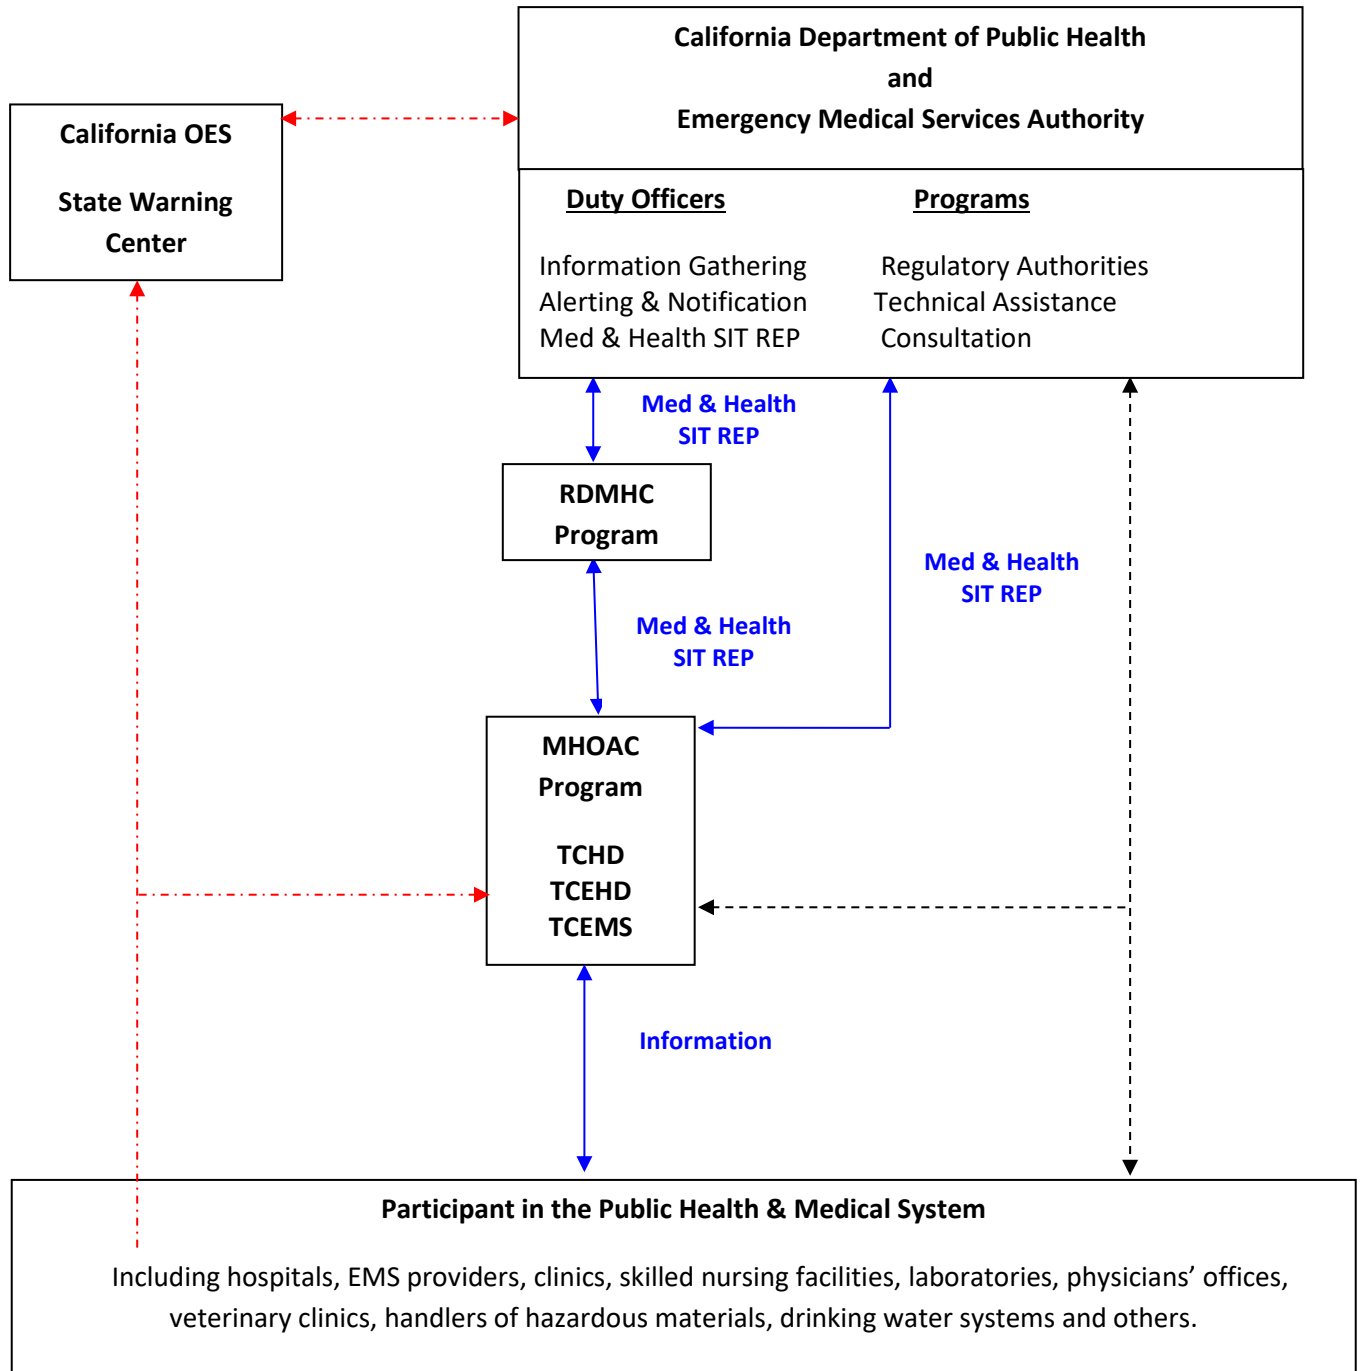 California Department of Public Health
and
Emergency Medical Services Authority
California OES
State Warning
Center
Duty Officers
Programs
Information Gathering
Regulatory Authorities
Alerting & Notification
Technical Assistance
Med & Health SIT REP
Consultation
Med & Health
SIT REP
RDMHC
Program
Med & Health
SIT REP
Med & Health
SIT REP
MHOAC
Program
TCHD
TCEHD
TCEMS
Information
Participant in the Public Health & Medical System
Including hospitals, EMS providers, clinics, skilled nursing facilities, laboratories, physicians’ offices,
veterinary clinics, handlers of hazardous materials, drinking water systems and others.